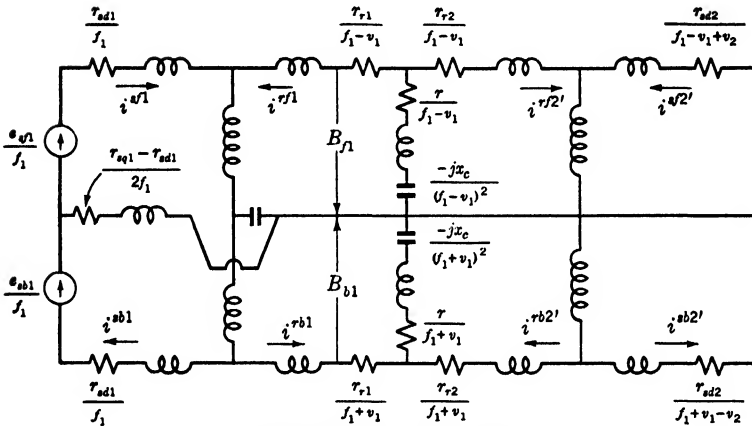 r_sd1/f_1   r_r1/(f_1−v_1)   r_r2/(f_1−v_1)   r_sd2/(f_1−v_1+v_2)
i^sf1   i^rf1   r/(f_1−v_1)   i^rf2'   i^sf2'
e_sf1/f_1   (r_sq1 − r_sd1)/2f_1   B_f1   −jx_c/(f_1−v_1)^2
e_sb1/f_1   B_b1   −jx_c/(f_1+v_1)^2
i^sb1   i^rb1   r/(f_1+v_1)   i^rb2'   i^sb2'
r_sd1/f_1   r_r1/(f_1+v_1)   r_r2/(f_1+v_1)   r_sd2/(f_1+v_1−v_2)